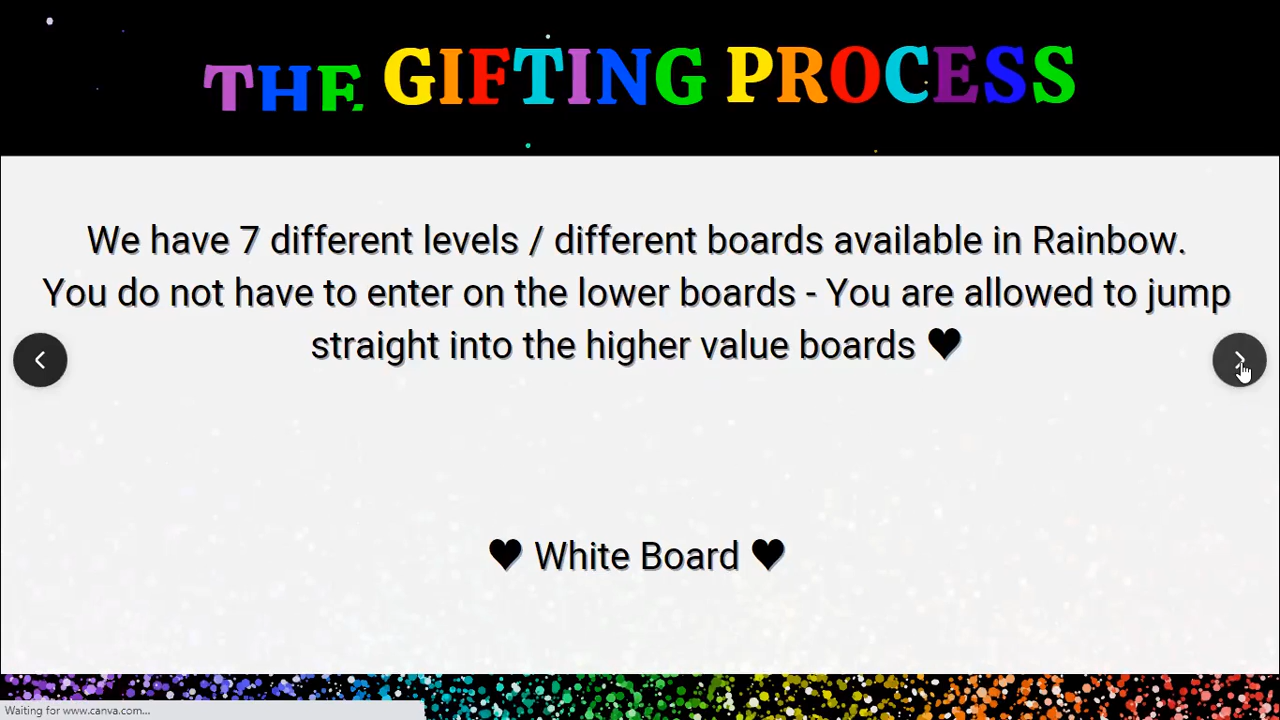 THE GIFTING PROCESS
We have 7 different levels / different boards available in Rainbow.
You do not have to enter on the lower boards - You are allowed to jump
straight into the higher value boards ♥
♥ White Board ♥
Waiting for www.canva.com...